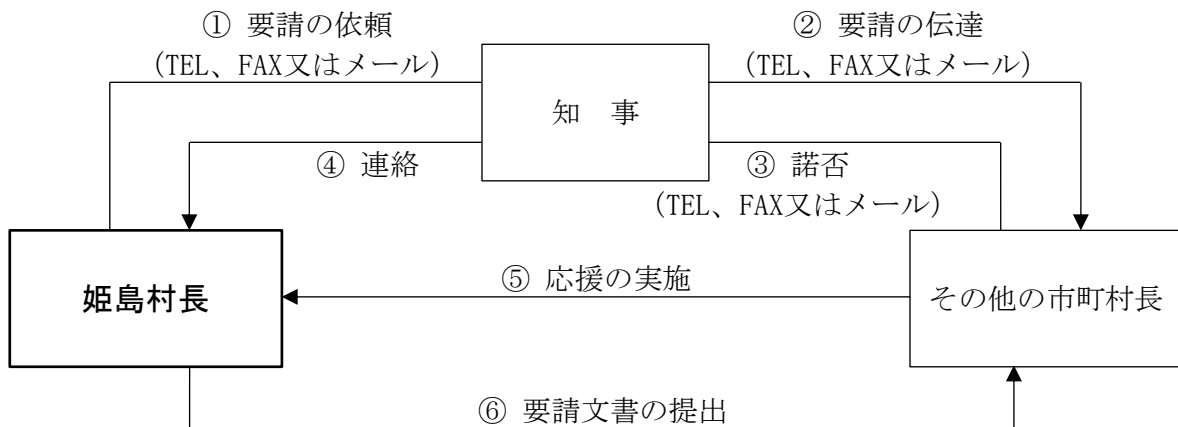 ① 要請の依頼
(TEL、FAX又はメール)
② 要請の伝達
(TEL、FAX又はメール)
知 事
④ 連絡
③ 諾否
(TEL、FAX又はメール)
姫島村長
⑤ 応援の実施
その他の市町村長
⑥ 要請文書の提出